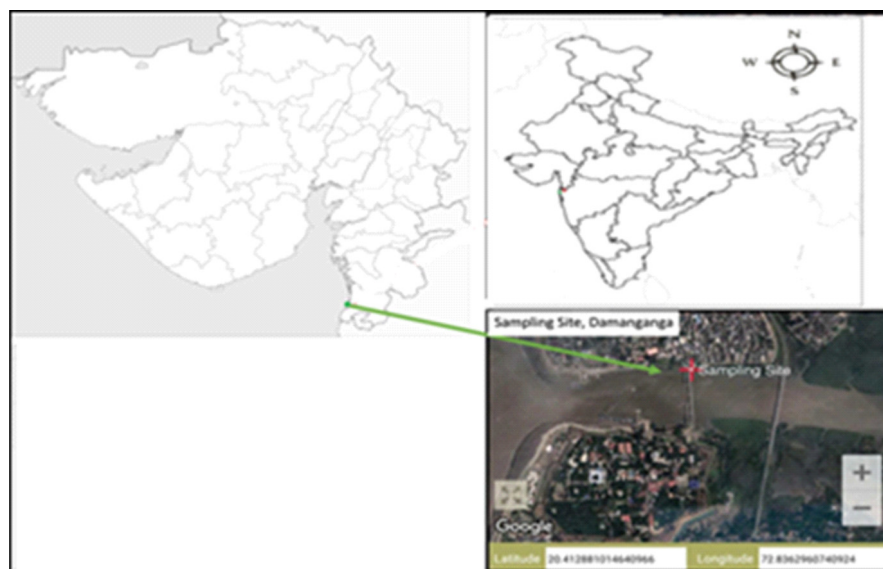 N
W E
S
Sampling Site, Damanganga
Sampling Site
+
−
Google
Latitude 20.412881014640966 Longitude 72.8362960740924